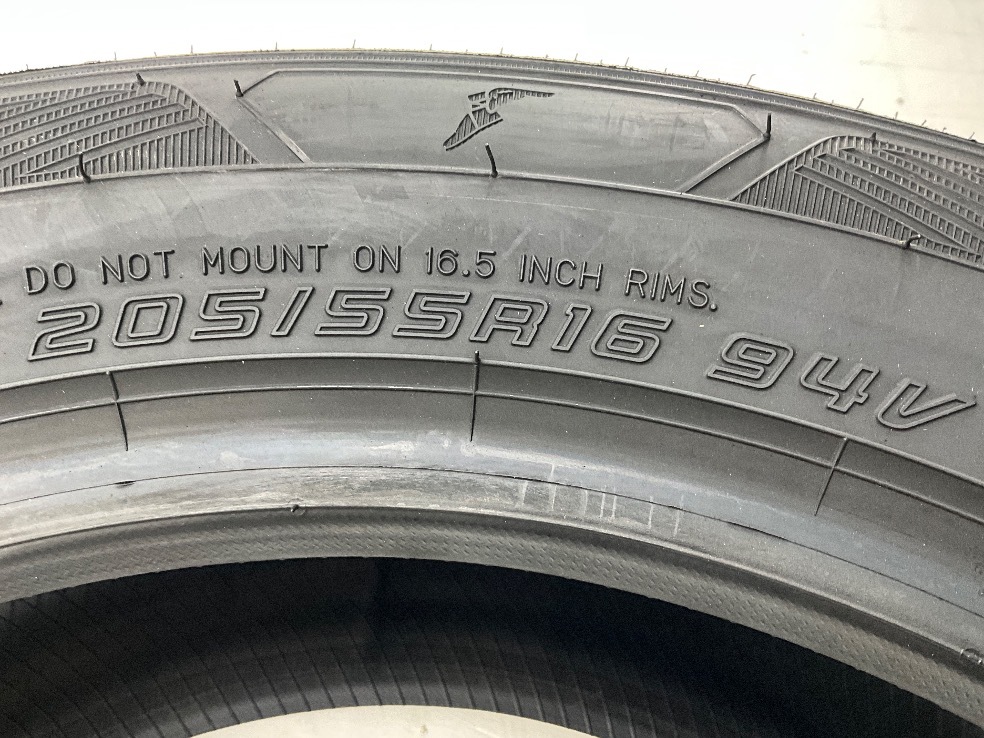 DO NOT MOUNT ON 16.5 INCH RIMS.
205/55R16 94V